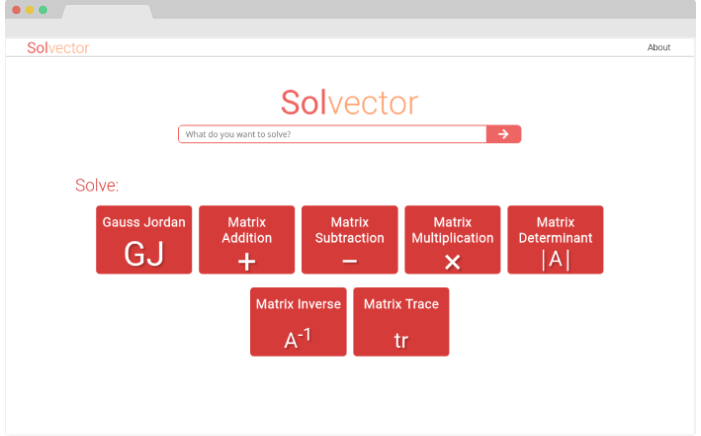 Solvector
About
Solvector
What do you want to solve?
Solve:
Gauss Jordan
GJ
Matrix
Addition
+
Matrix
Subtraction
−
Matrix
Multiplication
×
Matrix
Determinant
|A|
Matrix Inverse
A⁻¹
Matrix Trace
tr